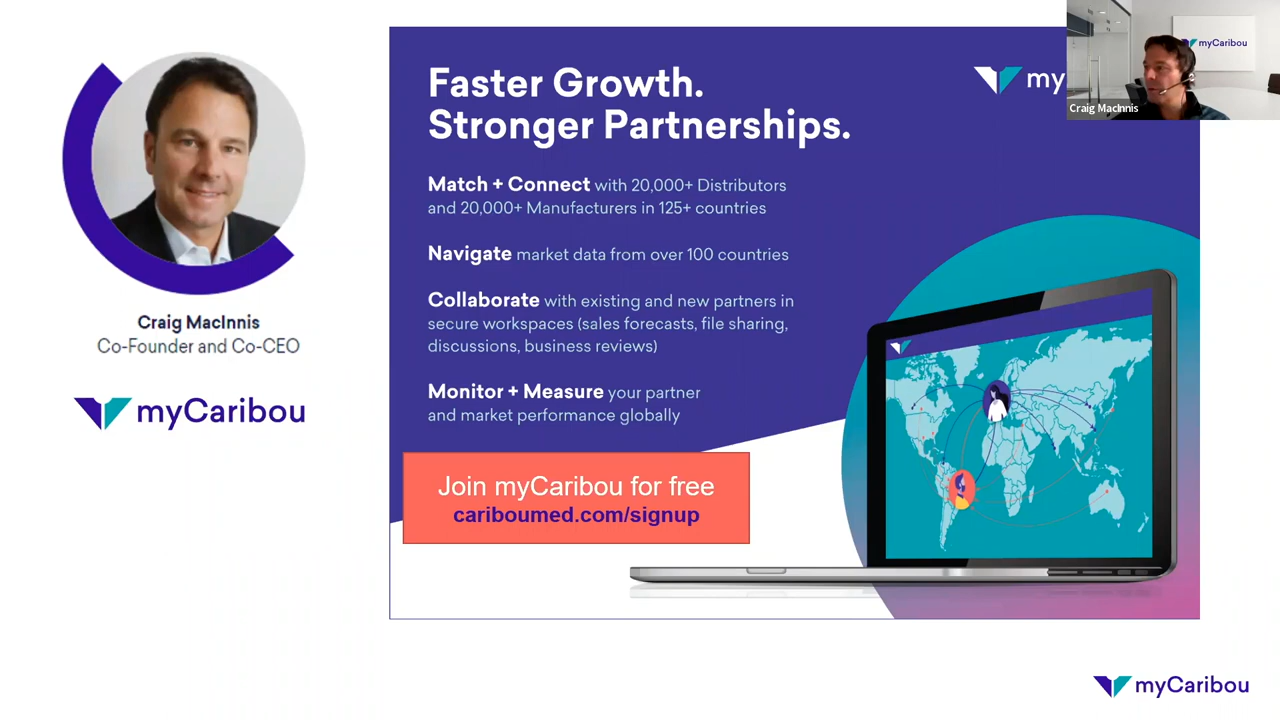 Craig MacInnis
Co-Founder and Co-CEO
myCaribou
Faster Growth.
Stronger Partnerships.
my
Match + Connect with 20,000+ Distributors
and 20,000+ Manufacturers in 125+ countries
Navigate market data from over 100 countries
Collaborate with existing and new partners in
secure workspaces (sales forecasts, file sharing,
discussions, business reviews)
Monitor + Measure your partner
and market performance globally
Join myCaribou for free
cariboumed.com/signup
myCaribou
Craig MacInnis
myCaribou